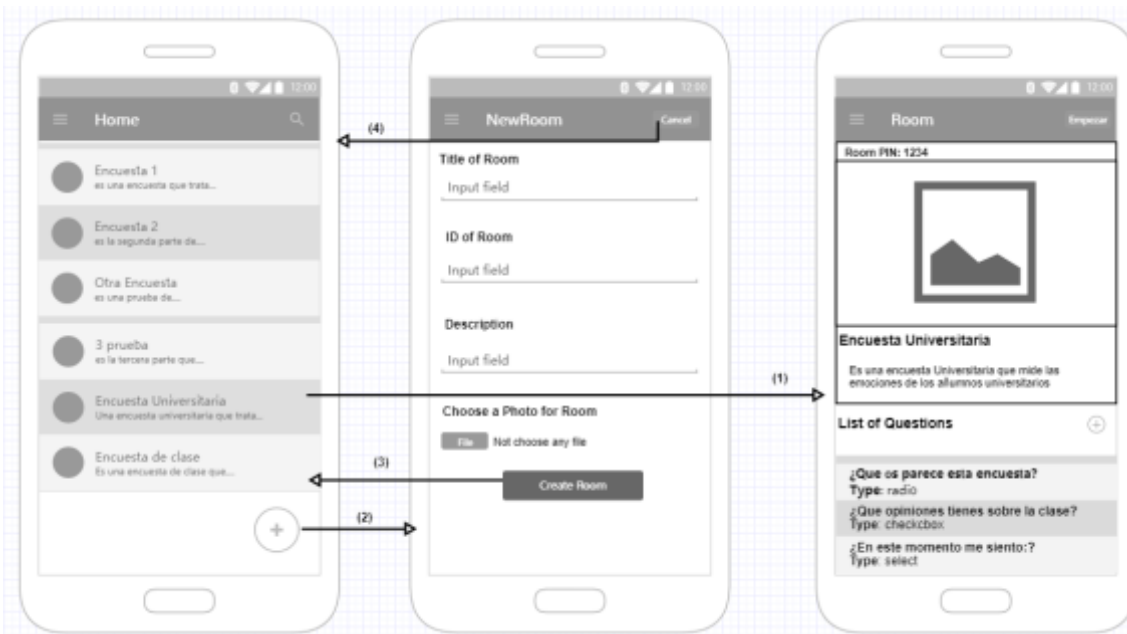 12:00
Home
Encuesta 1
es una encuesta que trata...
Encuesta 2
es la segunda parte de....
Otra Encuesta
es una prueba de....
3 prueba
es la tercera parte que....
Encuesta Universitaria
Una encuesta universitaria que trata...
Encuesta de clase
Es una encuesta de clase que....
+
(4)
(3)
(2)
12:00
NewRoom
Cancel
Title of Room
Input field
ID of Room
Input field
Description
Input field
Choose a Photo for Room
File Not choose any file
Create Room
(1)
12:00
Room
Empezar
Room PIN: 1234
Encuesta Universitaria
Es una encuesta Universitaria que mide las
emociones de los allumnos universitarios
List of Questions
+
¿Que os parece esta encuesta?
Type: radio
¿Que opiniones tienes sobre la clase?
Type: checkcbox
¿En este momento me siento:?
Type: select